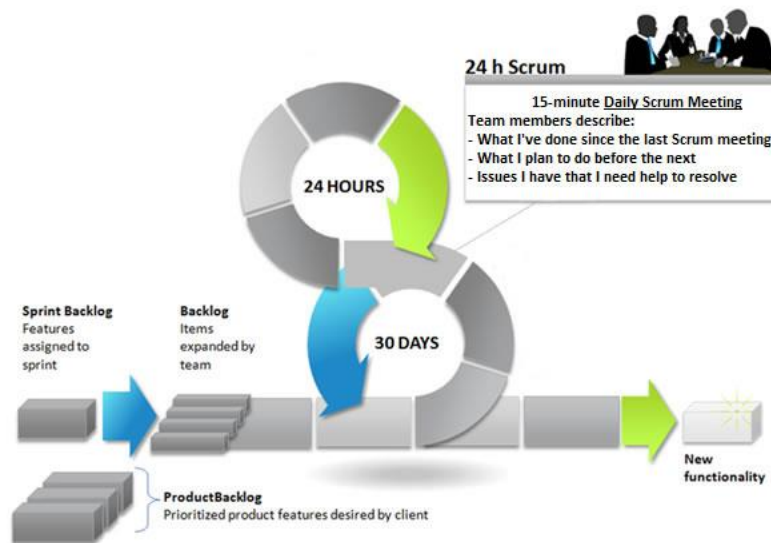 24 h Scrum
15-minute Daily Scrum Meeting
Team members describe:
- What I've done since the last Scrum meeting
- What I plan to do before the next
- Issues I have that I need help to resolve
24 HOURS
30 DAYS
Sprint Backlog
Features
assigned to
sprint
Backlog
Items
expanded by
team
New
functionality
ProductBacklog
Prioritized product features desired by client